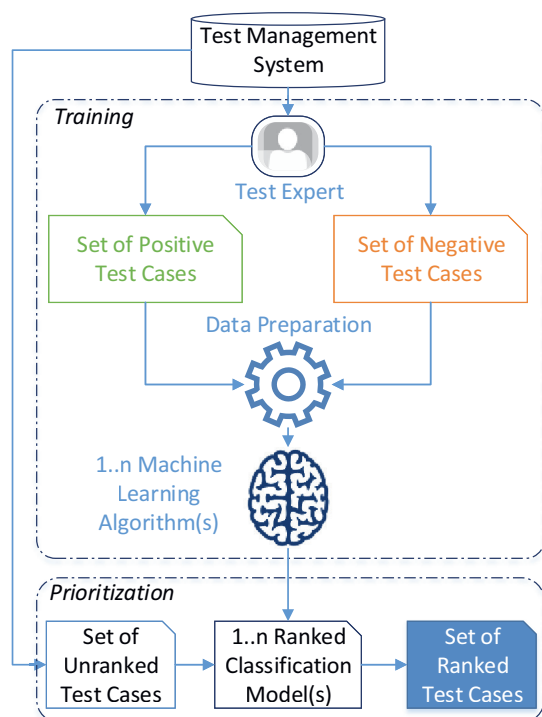 Test Management
System
Training
Test Expert
Set of Positive
Test Cases
Set of Negative
Test Cases
Data Preparation
1..n Machine
Learning
Algorithm(s)
Prioritization
Set of
Unranked
Test Cases
1..n Ranked
Classification
Model(s)
Set of
Ranked
Test Cases